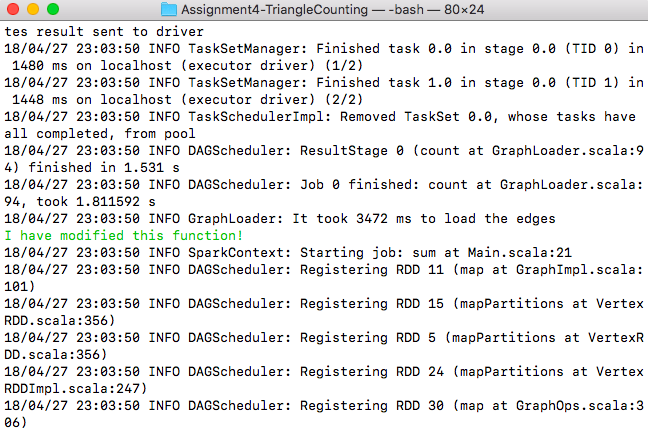 Assignment4-TriangleCounting — -bash — 80×24
tes result sent to driver
18/04/27 23:03:50 INFO TaskSetManager: Finished task 0.0 in stage 0.0 (TID 0) in
 1480 ms on localhost (executor driver) (1/2)
18/04/27 23:03:50 INFO TaskSetManager: Finished task 1.0 in stage 0.0 (TID 1) in
 1448 ms on localhost (executor driver) (2/2)
18/04/27 23:03:50 INFO TaskSchedulerImpl: Removed TaskSet 0.0, whose tasks have
all completed, from pool
18/04/27 23:03:50 INFO DAGScheduler: ResultStage 0 (count at GraphLoader.scala:9
4) finished in 1.531 s
18/04/27 23:03:50 INFO DAGScheduler: Job 0 finished: count at GraphLoader.scala:
94, took 1.811592 s
18/04/27 23:03:50 INFO GraphLoader: It took 3472 ms to load the edges
I have modified this function!
18/04/27 23:03:50 INFO SparkContext: Starting job: sum at Main.scala:21
18/04/27 23:03:50 INFO DAGScheduler: Registering RDD 11 (map at GraphImpl.scala:
101)
18/04/27 23:03:50 INFO DAGScheduler: Registering RDD 15 (mapPartitions at Vertex
RDD.scala:356)
18/04/27 23:03:50 INFO DAGScheduler: Registering RDD 5 (mapPartitions at VertexR
DD.scala:356)
18/04/27 23:03:50 INFO DAGScheduler: Registering RDD 24 (mapPartitions at Vertex
RDDImpl.scala:247)
18/04/27 23:03:50 INFO DAGScheduler: Registering RDD 30 (map at GraphOps.scala:3
06)